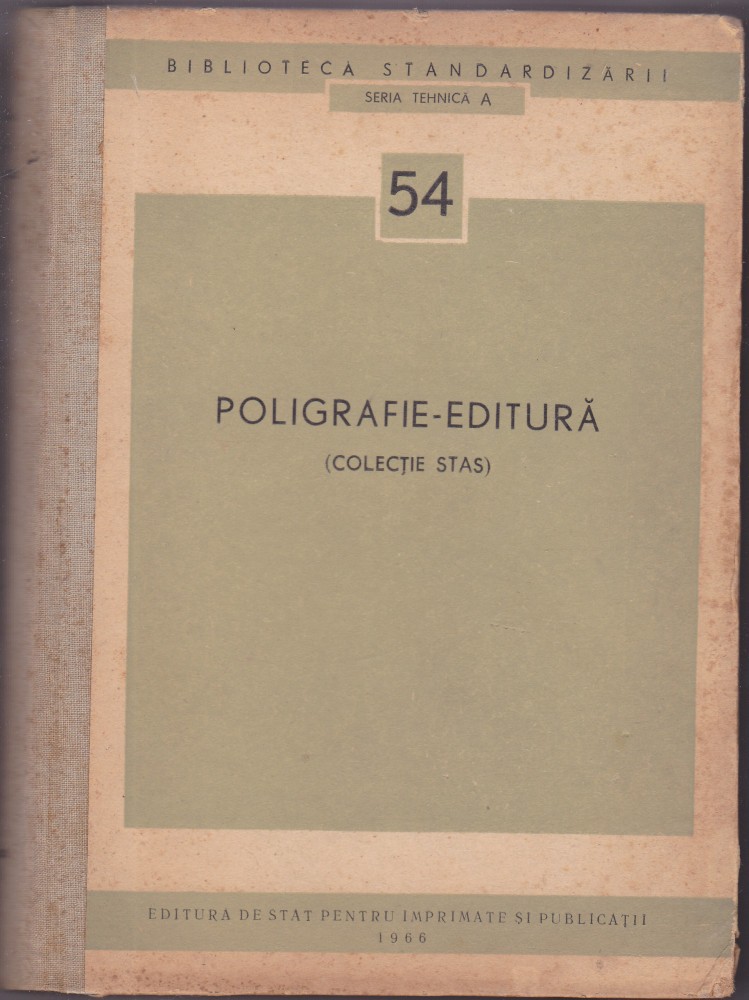 BIBLIOTECA STANDARDIZĂRII
SERIA TEHNICĂ A
54
POLIGRAFIE-EDITURĂ
(COLECȚIE STAS)
EDITURA DE STAT PENTRU IMPRIMATE ȘI PUBLICAȚII
1966